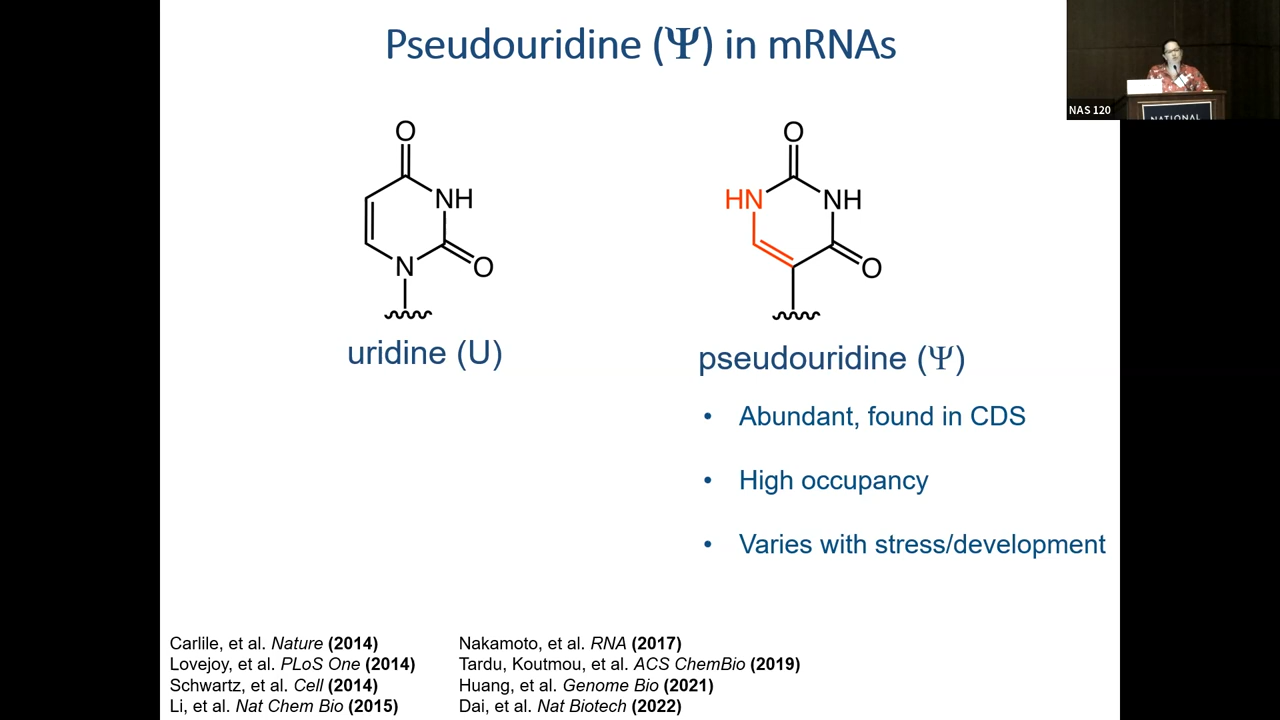 Pseudouridine (Ψ) in mRNAs
NAS 120
NATIONAL
O
NH
N
O
uridine (U)
O
HN
NH
O
pseudouridine (Ψ)
• Abundant, found in CDS
• High occupancy
• Varies with stress/development
Carlile, et al. Nature (2014)
Lovejoy, et al. PLoS One (2014)
Schwartz, et al. Cell (2014)
Li, et al. Nat Chem Bio (2015)
Nakamoto, et al. RNA (2017)
Tardu, Koutmou, et al. ACS ChemBio (2019)
Huang, et al. Genome Bio (2021)
Dai, et al. Nat Biotech (2022)